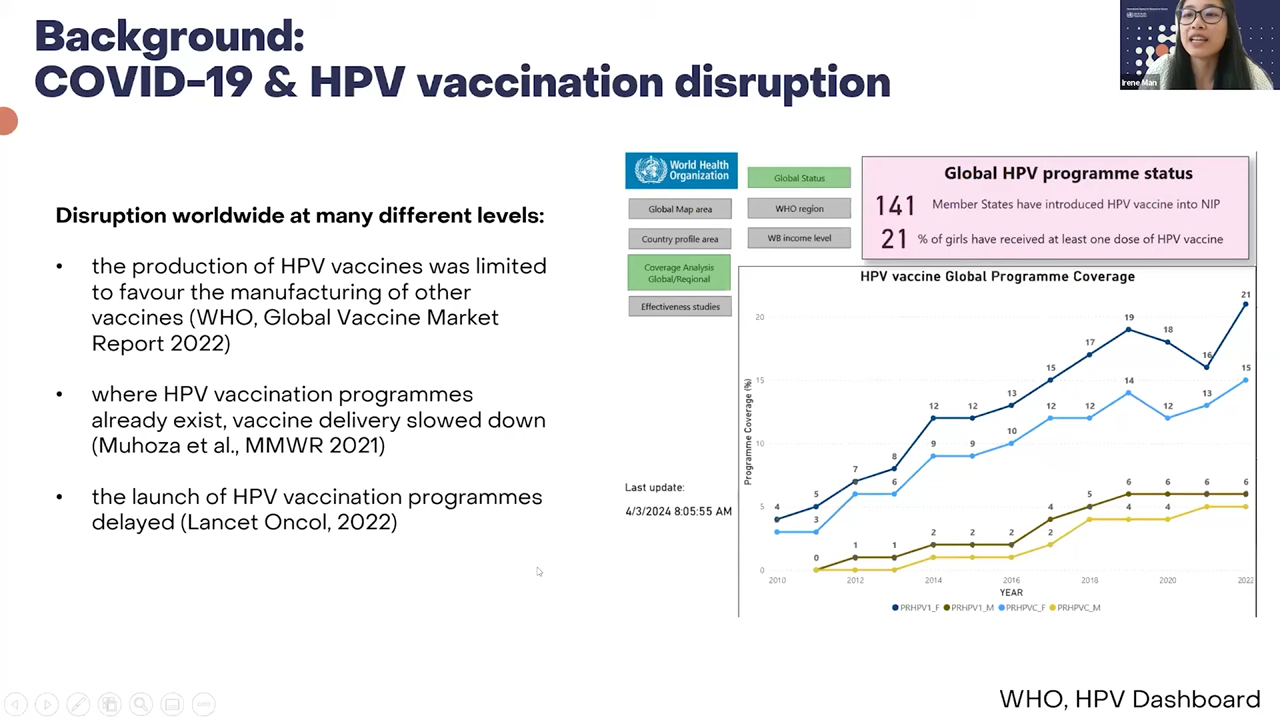 Background:
COVID-19 & HPV vaccination disruption
Irene Man
Disruption worldwide at many different levels:
• the production of HPV vaccines was limited
to favour the manufacturing of other
vaccines (WHO, Global Vaccine Market
Report 2022)
• where HPV vaccination programmes
already exist, vaccine delivery slowed down
(Muhoza et al., MMWR 2021)
• the launch of HPV vaccination programmes
delayed (Lancet Oncol, 2022)
World Health
Organization
Global Status
Global Map area
WHO region
Country profile area
WB income level
Coverage Analysis
Global/Regional
Effectiveness studies
Global HPV programme status
141 Member States have introduced HPV vaccine into NIP
21 % of girls have received at least one dose of HPV vaccine
Last update:
4/3/2024 8:05:55 AM
HPV vaccine Global Programme Coverage
Programme Coverage (%)
20
15
10
5
0
4 5 7 8 12 12 13 15 17 19 18 16 21
3 6 9 9 10 12 12 14 12 13 15
0 1 1 2 2 2 4 5 6 6 6 6
2 4 4
2010 2012 2014 2016 2018 2020 2022
YEAR
PRHPV1_F PRHPV1_M PRHPVC_F PRHPVC_M
WHO, HPV Dashboard